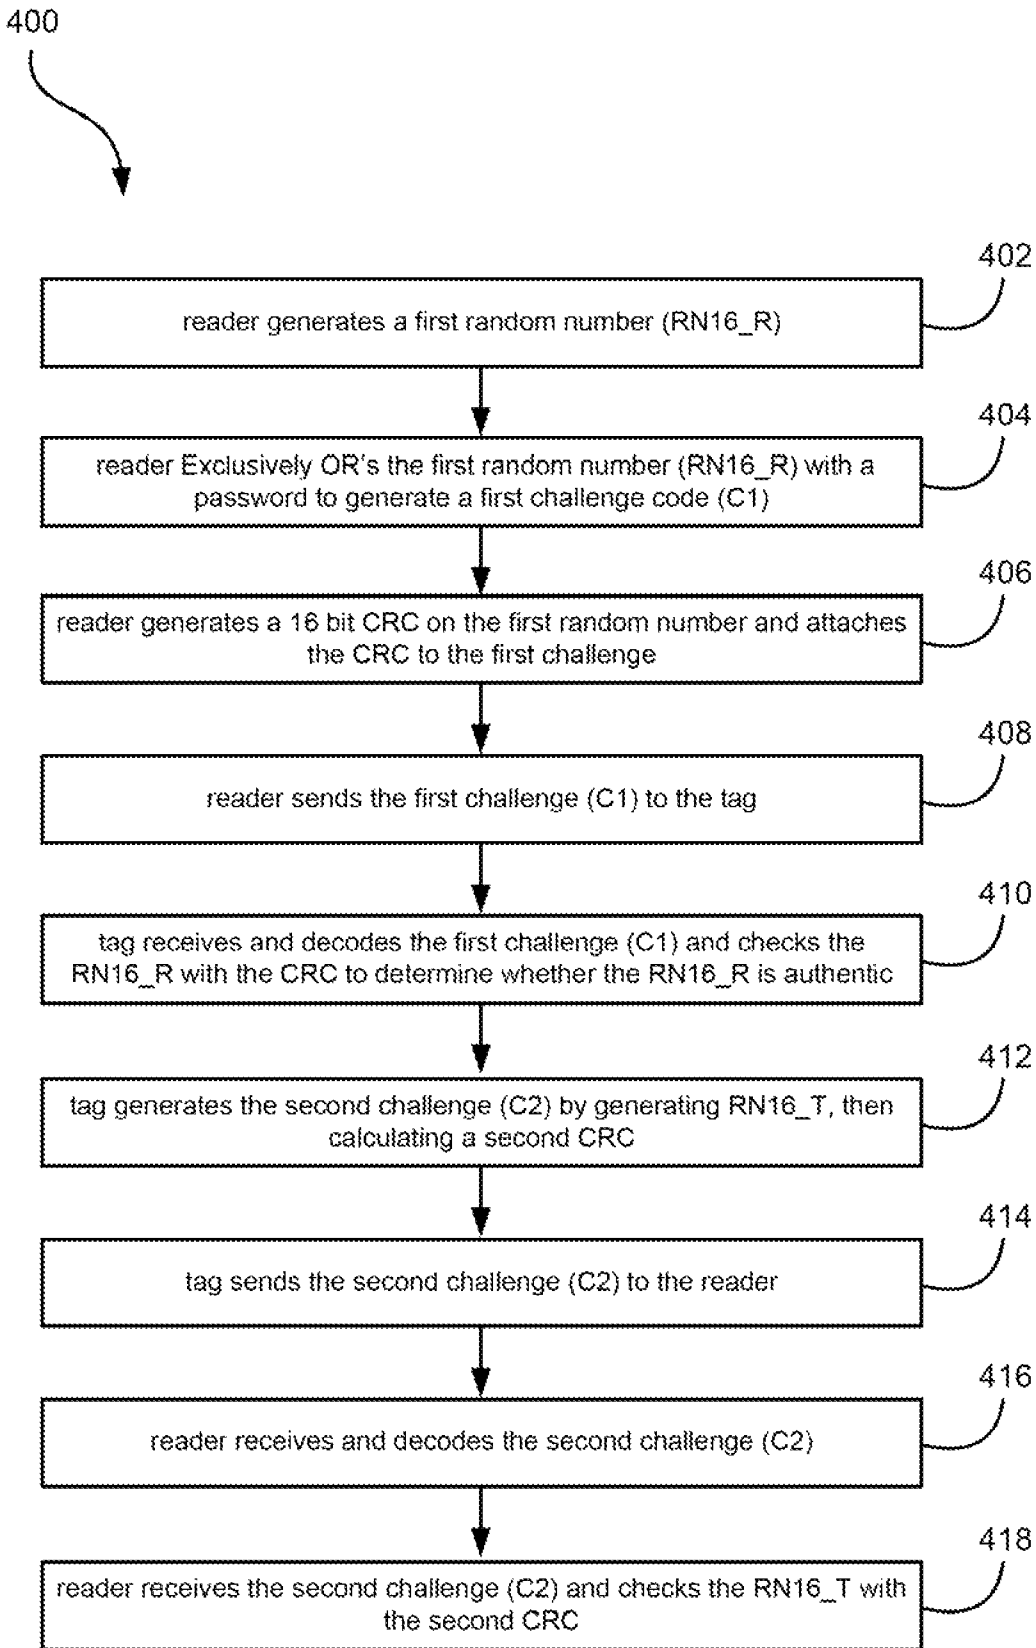 400
402
reader generates a first random number (RN16_R)
404
reader Exclusively OR's the first random number (RN16_R) with a
password to generate a first challenge code (C1)
406
reader generates a 16 bit CRC on the first random number and attaches
the CRC to the first challenge
408
reader sends the first challenge (C1) to the tag
410
tag receives and decodes the first challenge (C1) and checks the
RN16_R with the CRC to determine whether the RN16_R is authentic
412
tag generates the second challenge (C2) by generating RN16_T, then
calculating a second CRC
414
tag sends the second challenge (C2) to the reader
416
reader receives and decodes the second challenge (C2)
418
reader receives the second challenge (C2) and checks the RN16_T with
the second CRC